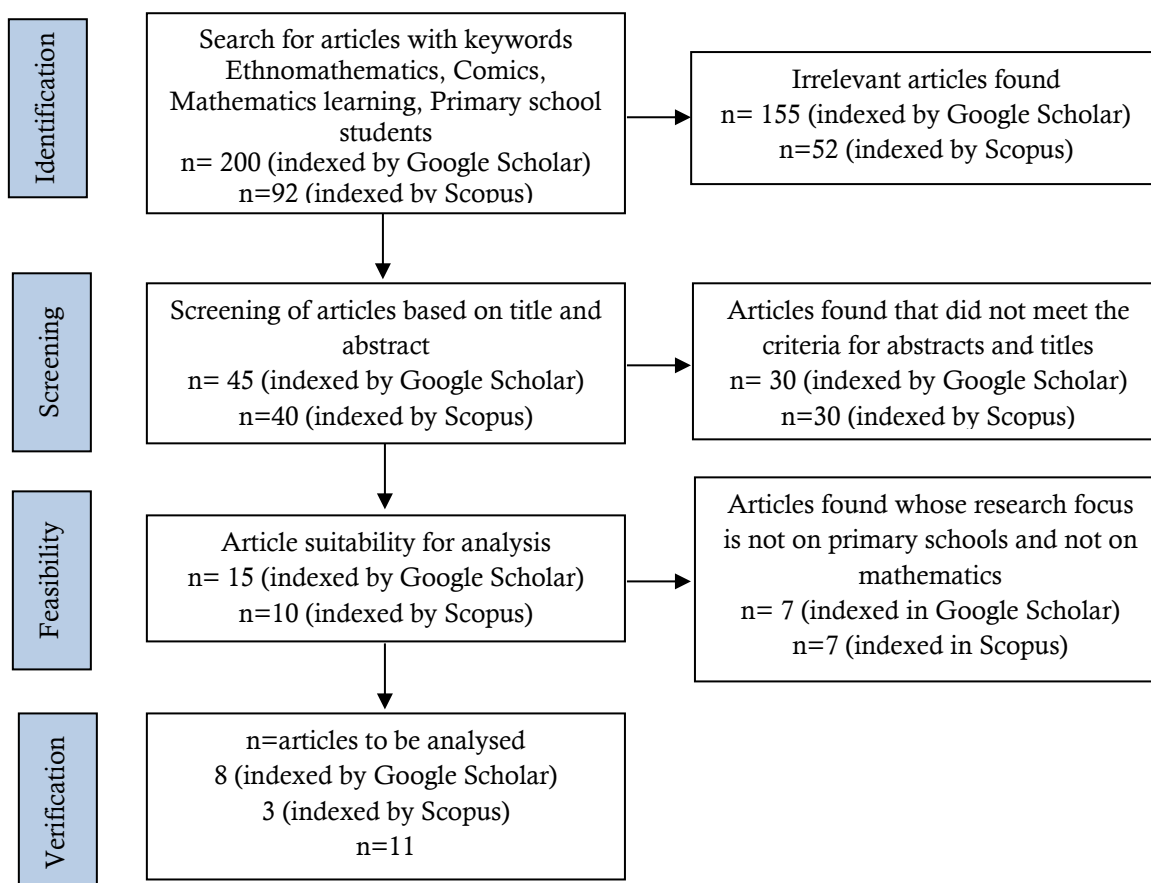 Identification
Search for articles with keywords
Ethnomathematics, Comics,
Mathematics learning, Primary school
students
n= 200 (indexed by Google Scholar)
n=92 (indexed by Scopus)
Irrelevant articles found
n= 155 (indexed by Google Scholar)
n=52 (indexed by Scopus)
Screening
Screening of articles based on title and
abstract
n= 45 (indexed by Google Scholar)
n=40 (indexed by Scopus)
Articles found that did not meet the
criteria for abstracts and titles
n= 30 (indexed by Google Scholar)
n=30 (indexed by Scopus)
Feasibility
Article suitability for analysis
n= 15 (indexed by Google Scholar)
n=10 (indexed by Scopus)
Articles found whose research focus
is not on primary schools and not on
mathematics
n= 7 (indexed in Google Scholar)
n=7 (indexed in Scopus)
Verification
n=articles to be analysed
8 (indexed by Google Scholar)
3 (indexed by Scopus)
n=11